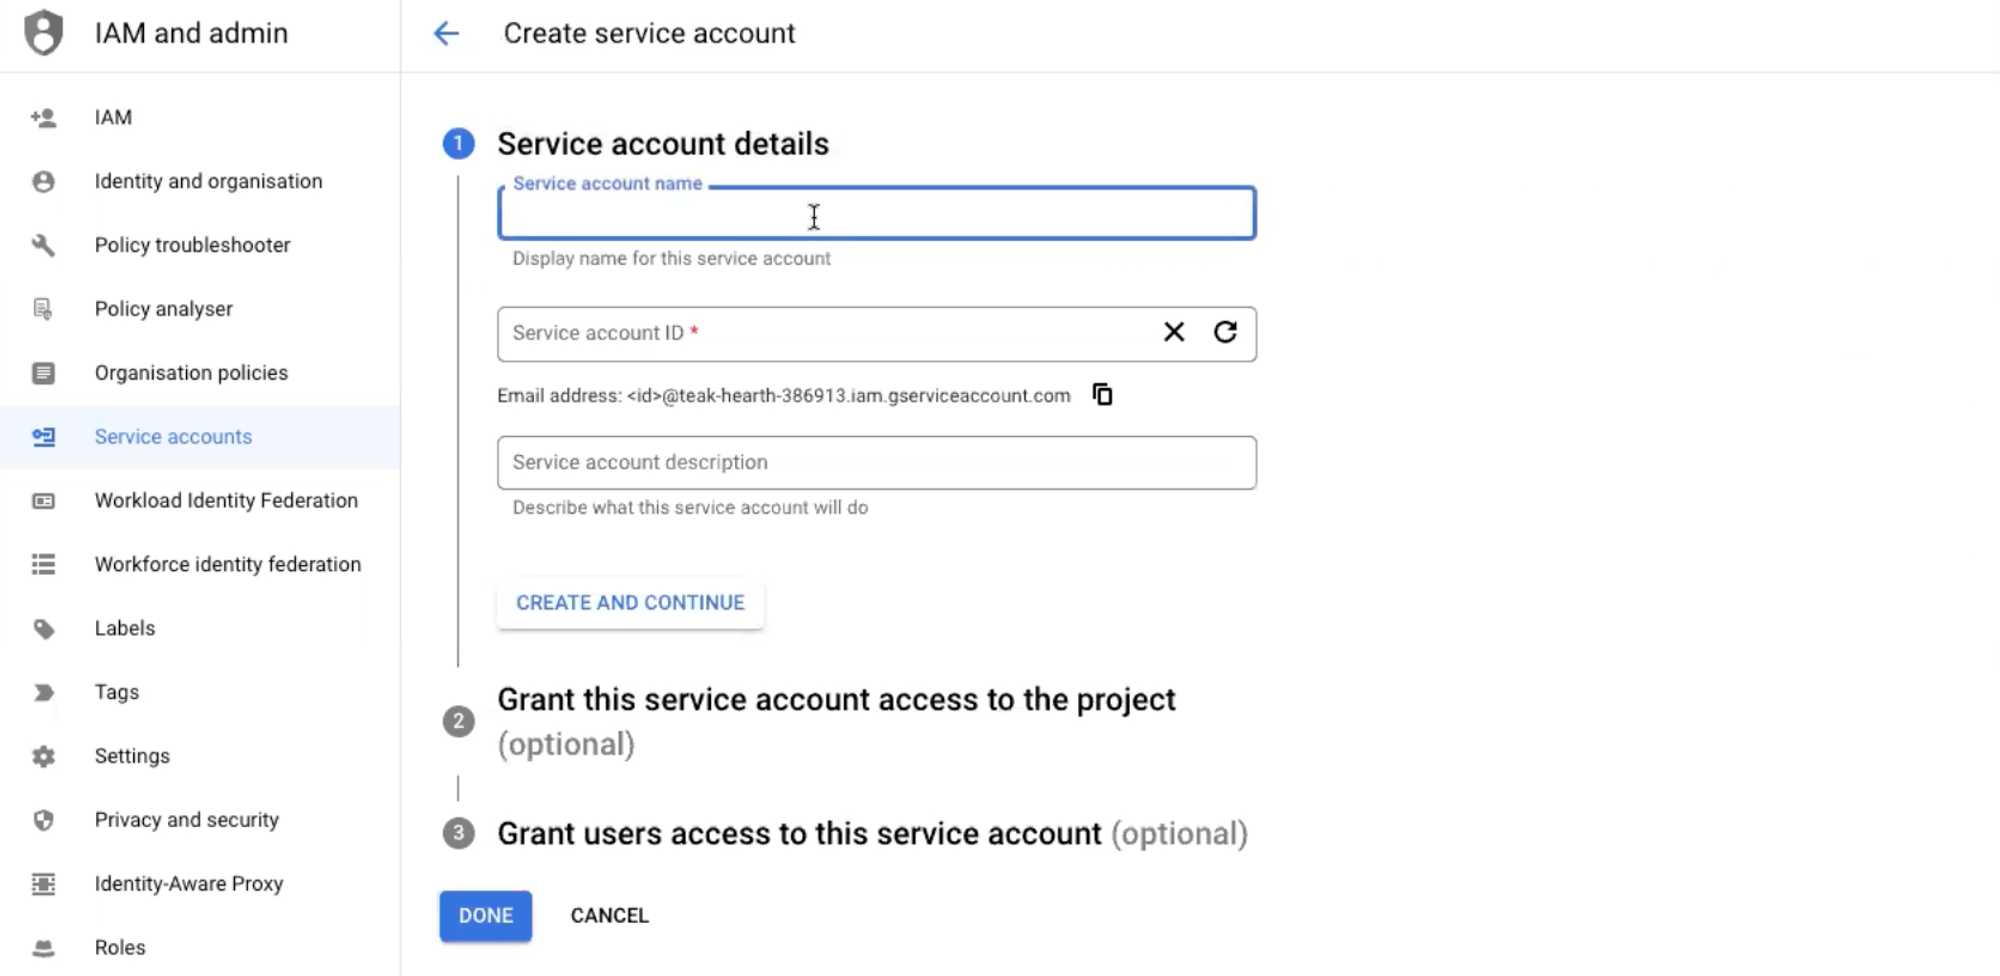 IAM and admin
Create service account
IAM
Identity and organisation
Policy troubleshooter
Policy analyser
Organisation policies
Service accounts
Workload Identity Federation
Workforce identity federation
Labels
Tags
Settings
Privacy and security
Identity-Aware Proxy
Roles
1 Service account details
Service account name
Display name for this service account
Service account ID *
Email address: <id>@teak-hearth-386913.iam.gserviceaccount.com
Service account description
Describe what this service account will do
CREATE AND CONTINUE
2 Grant this service account access to the project
(optional)
3 Grant users access to this service account (optional)
DONE CANCEL